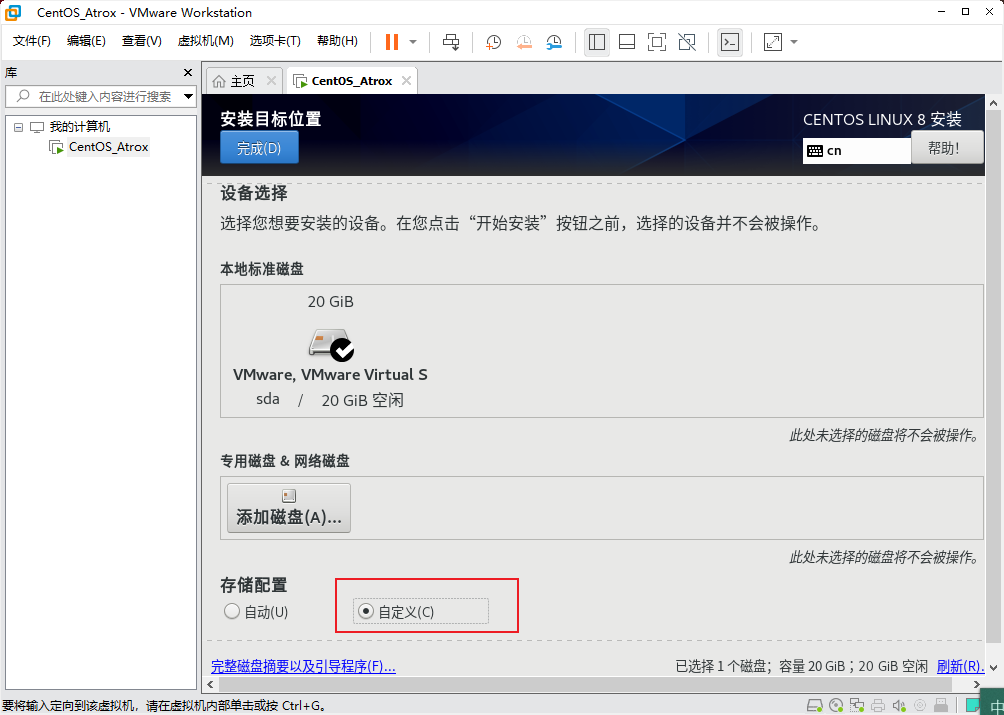 CentOS_Atrox - VMware Workstation
文件(F) 编辑(E) 查看(V) 虚拟机(M) 选项卡(T) 帮助(H)
库
在此处键入内容进行搜索
我的计算机
CentOS_Atrox
主页 CentOS_Atrox
安装目标位置
完成(D)
CENTOS LINUX 8 安装
cn
帮助！
设备选择
选择您想要安装的设备。在您点击“开始安装”按钮之前，选择的设备并不会被操作。
本地标准磁盘
20 GiB
VMware, VMware Virtual S
sda / 20 GiB 空闲
此处未选择的磁盘将不会被操作。
专用磁盘 & 网络磁盘
添加磁盘(A)...
此处未选择的磁盘将不会被操作。
存储配置
自动(U) 自定义(C)
完整磁盘摘要以及引导程序(F)...
已选择 1 个磁盘；容量 20 GiB；20 GiB 空闲 刷新(R).
要将输入定向到该虚拟机，请在虚拟机内部单击或按 Ctrl+G。
中